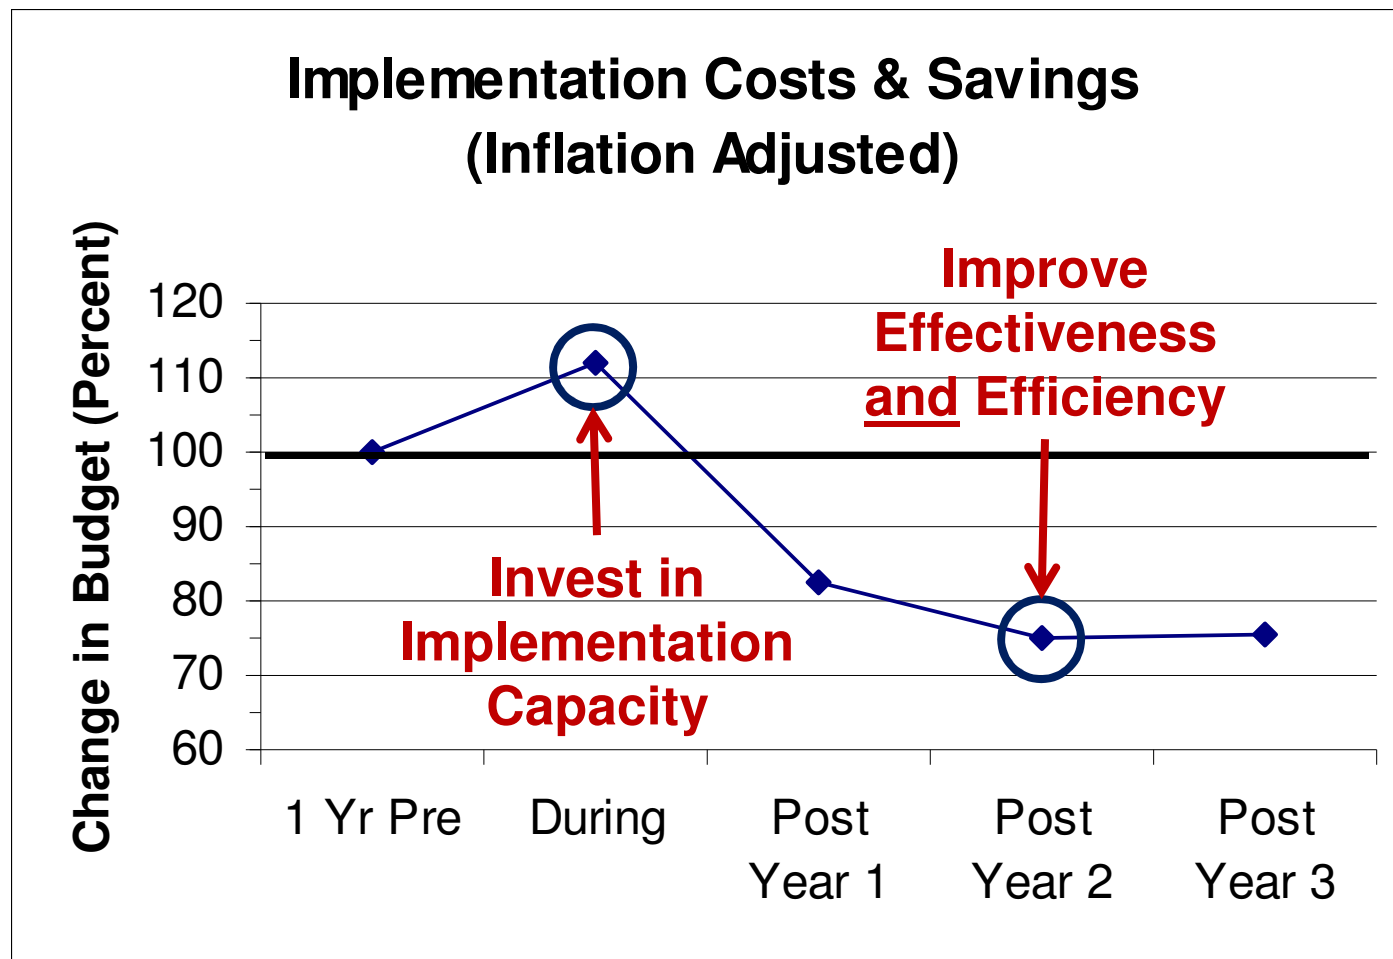 Implementation Costs & Savings
(Inflation Adjusted)
Change in Budget (Percent)
120
110
100
90
80
70
60
Improve
Effectiveness
and Efficiency
Invest in
Implementation
Capacity
1 Yr Pre
During
Post
Year 1
Post
Year 2
Post
Year 3